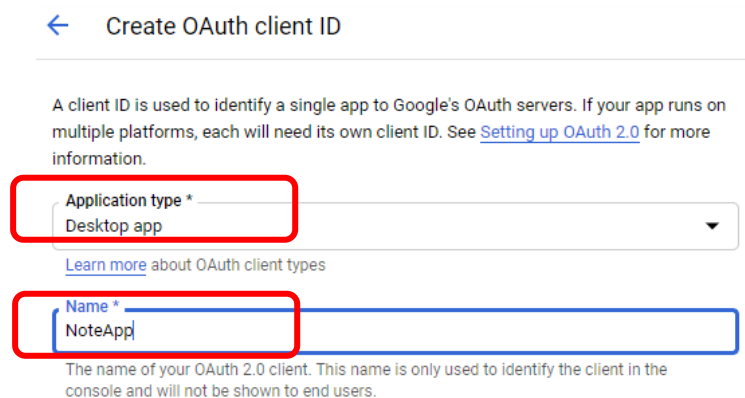 Create OAuth client ID
A client ID is used to identify a single app to Google's OAuth servers. If your app runs on
multiple platforms, each will need its own client ID. See Setting up OAuth 2.0 for more
information.
Application type *
Desktop app
Learn more about OAuth client types
Name *
NoteApp
The name of your OAuth 2.0 client. This name is only used to identify the client in the
console and will not be shown to end users.